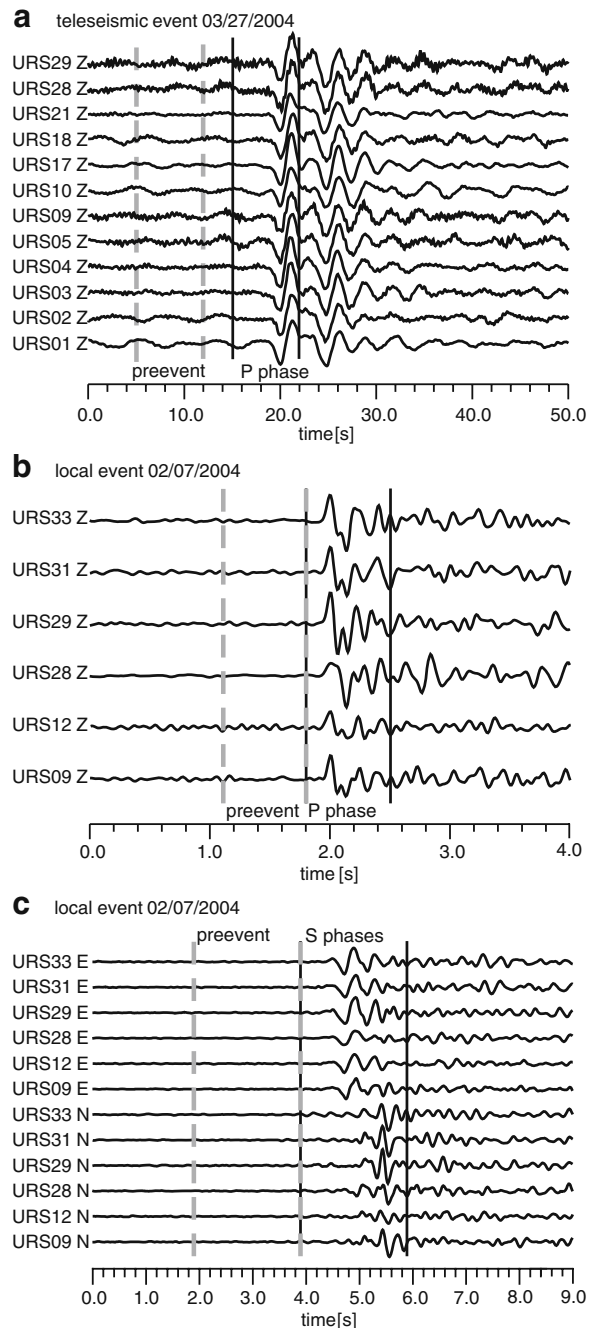 a teleseismic event 03/27/2004
URS29 Z
URS28 Z
URS21 Z
URS18 Z
URS17 Z
URS10 Z
URS09 Z
URS05 Z
URS04 Z
URS03 Z
URS02 Z
URS01 Z
preevent P phase
0.0 10.0 20.0 30.0 40.0 50.0
time[s]
b local event 02/07/2004
URS33 Z
URS31 Z
URS29 Z
URS28 Z
URS12 Z
URS09 Z
preevent P phase
0.0 1.0 2.0 3.0 4.0
time [s]
c local event 02/07/2004
preevent S phases
URS33 E
URS31 E
URS29 E
URS28 E
URS12 E
URS09 E
URS33 N
URS31 N
URS29 N
URS28 N
URS12 N
URS09 N
0.0 1.0 2.0 3.0 4.0 5.0 6.0 7.0 8.0 9.0
time[s]